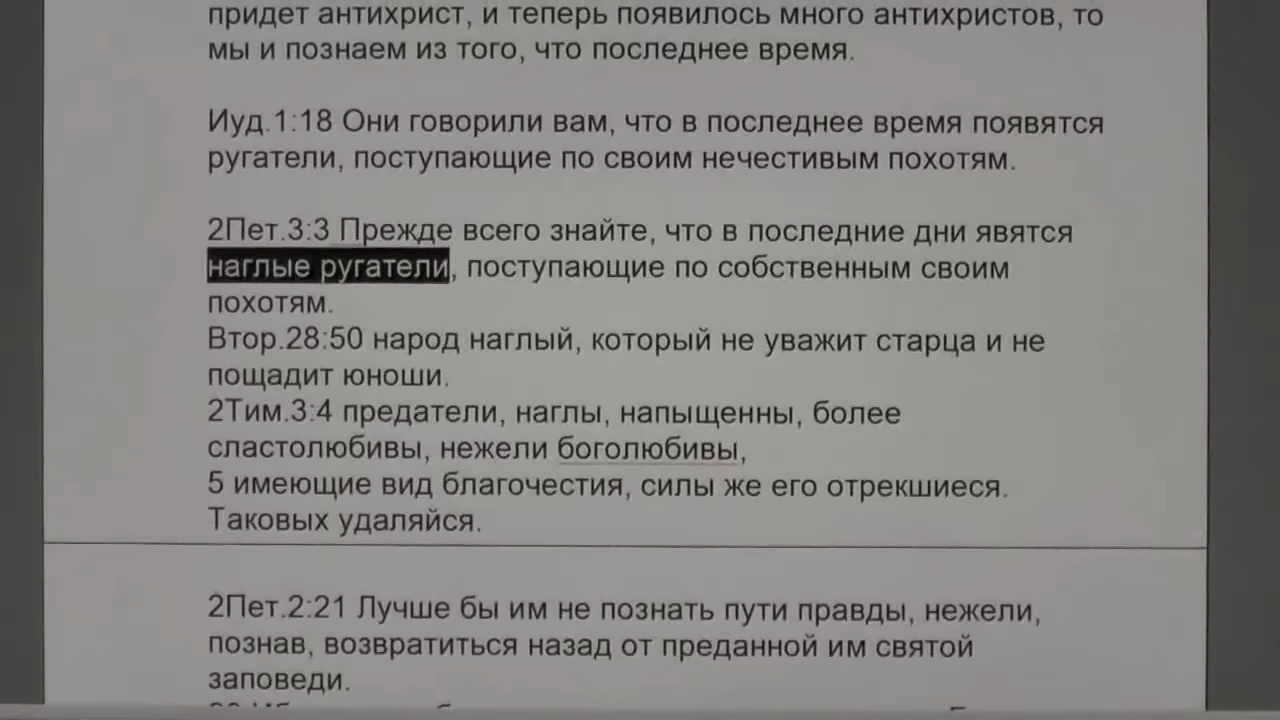 придет антихрист, и теперь появилось много антихристов, то
мы и познаем из того, что последнее время.
Иуд.1:18 Они говорили вам, что в последнее время появятся
ругатели, поступающие по своим нечестивым похотям.
2Пет.3:3 Прежде всего знайте, что в последние дни явятся
наглые ругатели, поступающие по собственным своим
похотям.
Втор.28:50 народ наглый, который не уважит старца и не
пощадит юноши.
2Тим.3:4 предатели, наглы, напыщенны, более
сластолюбивы, нежели боголюбивы,
5 имеющие вид благочестия, силы же его отрекшиеся.
Таковых удаляйся.
2Пет.2:21 Лучше бы им не познать пути правды, нежели,
познав, возвратиться назад от преданной им святой
заповеди.